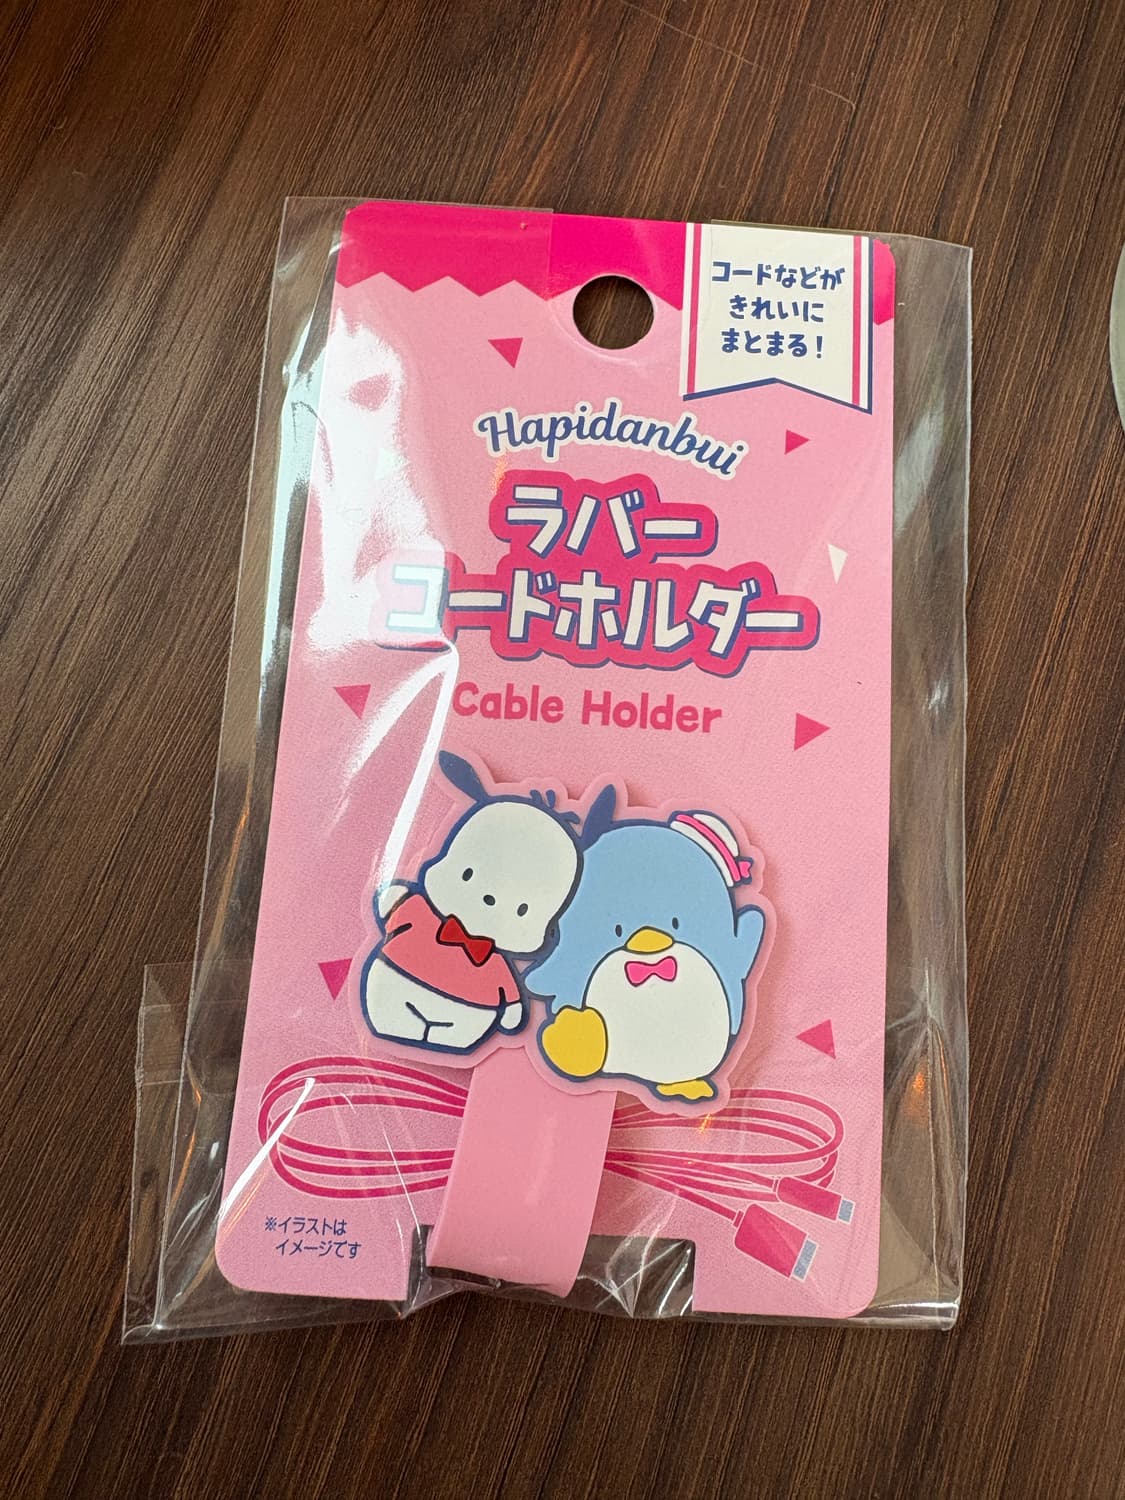 コードなどが
きれいに
まとまる!
Hapidanbui
ラバー
コードホルダー
Cable Holder
※イラストは
イメージです